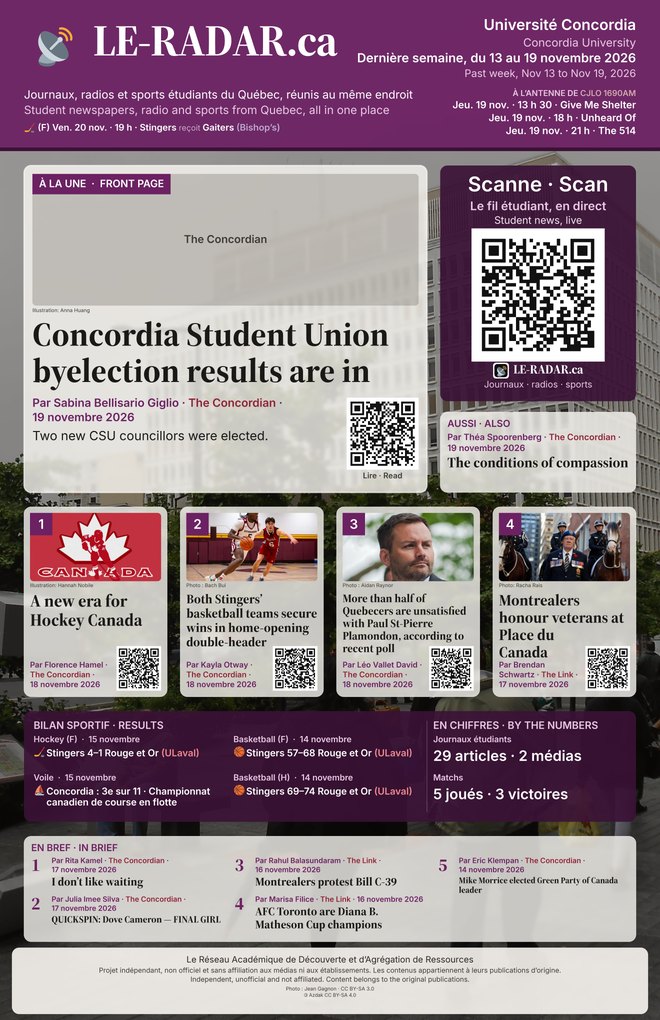 LE-RADAR.ca
Journaux, radios et sports étudiants du Québec, réunis au même endroit
Student newspapers, radio and sports from Quebec, all in one place
(F) Ven. 20 nov. · 19 h · Stingers reçoit Gaiters (Bishop's)
Université Concordia
Concordia University
Dernière semaine, du 13 au 19 novembre 2026
Past week, Nov 13 to Nov 19, 2026
À L'ANTENNE DE CJLO 1690AM
Jeu. 19 nov. · 13 h 30 · Give Me Shelter
Jeu. 19 nov. · 18 h · Unheard Of
Jeu. 19 nov. · 21 h · The 514
À LA UNE · FRONT PAGE
The Concordian
Illustration: Anna Huang
Concordia Student Union
byelection results are in
Par Sabina Bellisario Giglio · The Concordian ·
19 novembre 2026
Two new CSU councillors were elected.
Lire · Read
Scanne · Scan
Le fil étudiant, en direct
Student news, live
LE-RADAR.ca
Journaux · radios · sports
AUSSI · ALSO
Par Théa Spoorenberg · The Concordian ·
19 novembre 2026
The conditions of compassion
1
CANADA
Illustration: Hannah Nobile
A new era for
Hockey Canada
Par Florence Hamel ·
The Concordian ·
18 novembre 2026
2
Photo : Bach Bui
Both Stingers'
basketball teams secure
wins in home-opening
double-header
Par Kayla Otway ·
The Concordian ·
18 novembre 2026
3
Photo : Aidan Raynor
More than half of
Quebecers are unsatisfied
with Paul St-Pierre
Plamondon, according to
recent poll
Par Léo Vallet David ·
The Concordian ·
18 novembre 2026
4
Photo: Racha Rais
Montrealers
honour veterans at
Place du
Canada
Par Brendan
Schwartz · The Link ·
17 novembre 2026
BILAN SPORTIF · RESULTS
Hockey (F) · 15 novembre
Stingers 4–1 Rouge et Or (ULaval)
Voile · 15 novembre
Concordia : 3e sur 11 · Championnat
canadien de course en flotte
Basketball (F) · 14 novembre
Stingers 57–68 Rouge et Or (ULaval)
Basketball (H) · 14 novembre
Stingers 69–74 Rouge et Or (ULaval)
EN CHIFFRES · BY THE NUMBERS
Journaux étudiants
29 articles · 2 médias
Matchs
5 joués · 3 victoires
EN BREF · IN BRIEF
1
Par Rita Kamel · The Concordian ·
17 novembre 2026
I don't like waiting
2
Par Julia Imee Silva · The Concordian ·
17 novembre 2026
QUICKSPIN: Dove Cameron — FINAL GIRL
3
Par Rahul Balasundaram · The Link ·
16 novembre 2026
Montrealers protest Bill C-39
4
Par Marisa Filice · The Link · 16 novembre 2026
AFC Toronto are Diana B.
Matheson Cup champions
5
Par Eric Klempan · The Concordian ·
14 novembre 2026
Mike Morrice elected Green Party of Canada
leader
Le Réseau Académique de Découverte et d'Agrégation de Ressources
Projet indépendant, non officiel et sans affiliation aux médias ni aux établissements. Les contenus appartiennent à leurs publications d'origine.
Independent, unofficial and not affiliated. Content belongs to the original publications.
Photo : Jean Gagnon · CC BY-SA 3.0
© Azdak CC BY-SA 4.0